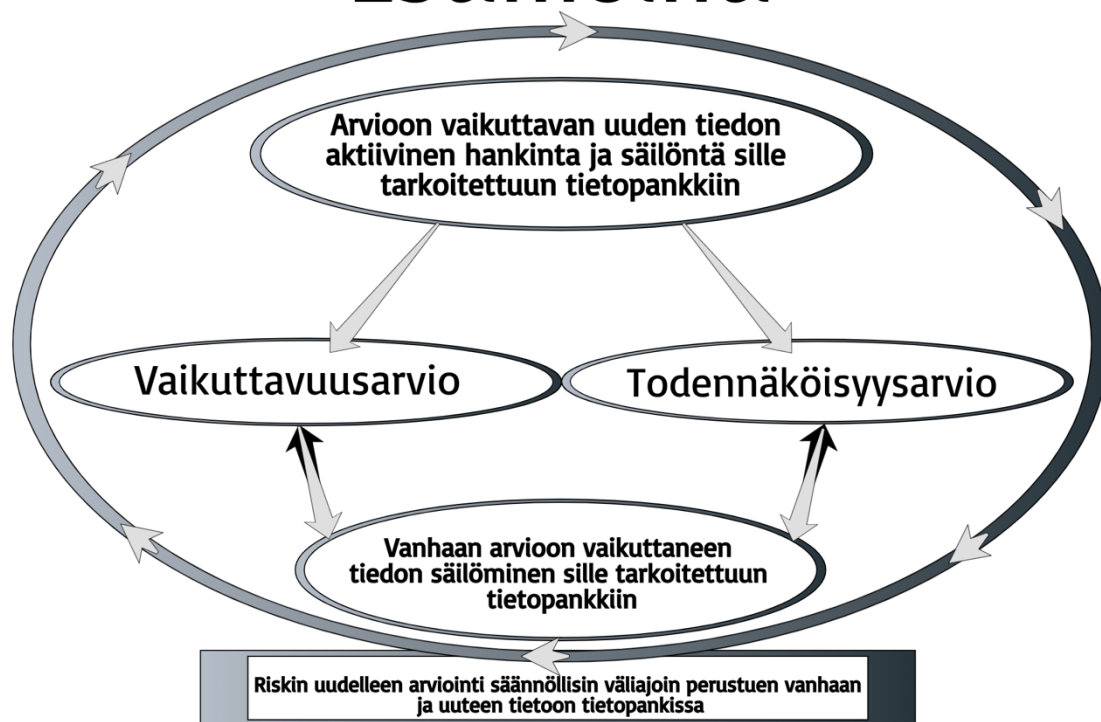 Arvioon vaikuttavan uuden tiedon
aktiivinen hankinta ja säilöntä sille
tarkoitettuun tietopankkiin
Vaikuttavuusarvio
Todennäköisyysarvio
Vanhaan arvioon vaikuttaneen
tiedon säilöminen sille tarkoitettuun
tietopankkiin
Riskin uudelleen arviointi säännöllisin väliajoin perustuen vanhaan
ja uuteen tietoon tietopankissa